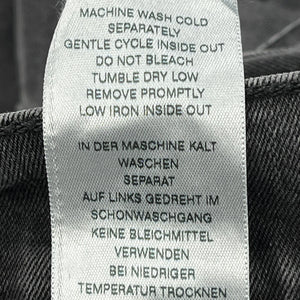 MACHINE WASH COLD
SEPARATELY
GENTLE CYCLE INSIDE OUT
DO NOT BLEACH
TUMBLE DRY LOW
REMOVE PROMPTLY
LOW IRON INSIDE OUT
IN DER MASCHINE KALT
WASCHEN
SEPARAT
AUF LINKS GEDREHT IM
SCHONWASCHGANG
KEINE BLEICHMITTEL
VERWENDEN
BEI NIEDRIGER
TEMPERATUR TROCKNEN